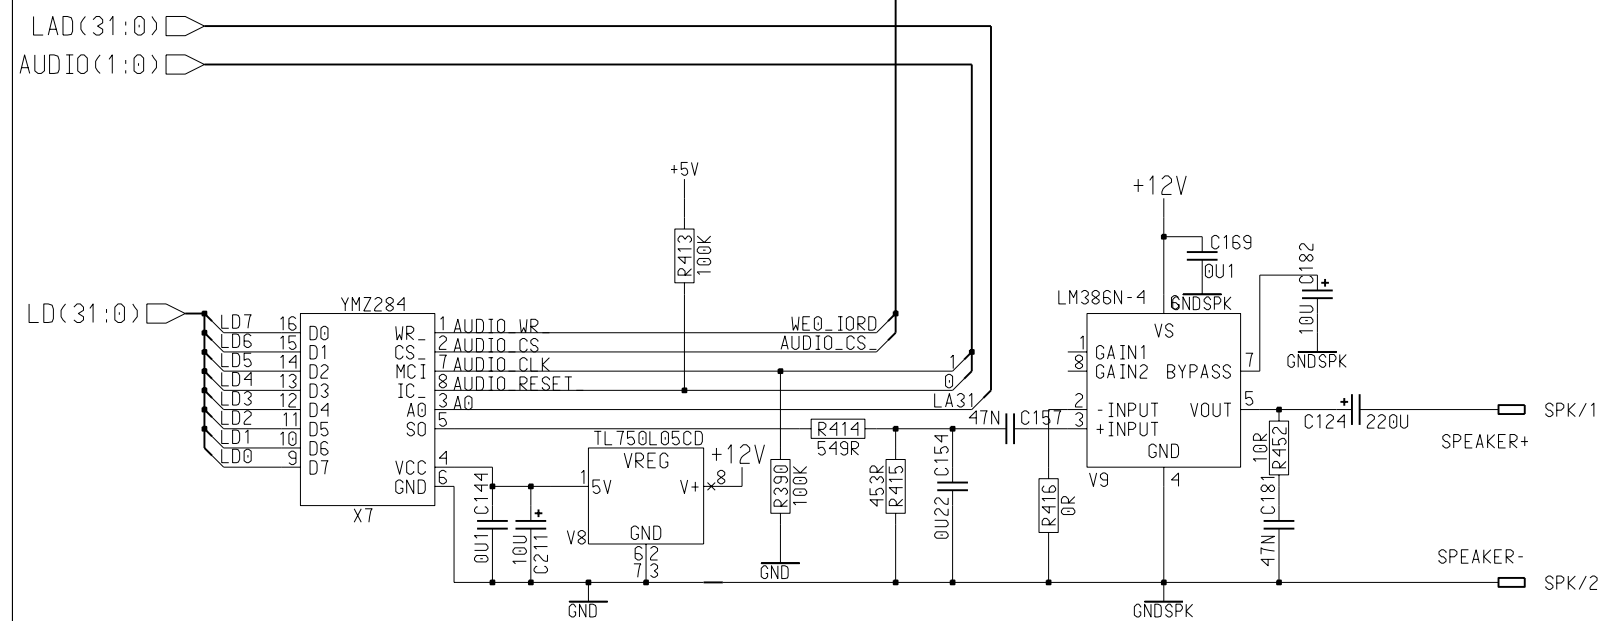 LAD(31:0)
AUDIO(1:0)
+5V
R413
100K
+12V
C169
0U1
GNDSPK
6
C182
10U
+
GNDSPK
LD(31:0)
LD7
LD6
LD5
LD4
LD3
LD2
LD1
LD0
16
15
14
13
12
11
10
9
YMZ284
D0
D1
D2
D3
D4
D5
D6
D7
WR_
CS_
MCI
IC_
A0
SO
VCC
GND
X7
1 AUDIO_WR_
2 AUDIO_CS
7 AUDIO_CLK
8 AUDIO_RESET_
3 A0
5
4
6
WE0_IORD
AUDIO_CS_
1
0
LA31
R414
549R
47N
C157
LM386N-4
VS
1 GAIN1
8 GAIN2
BYPASS 7
2 -INPUT
3 +INPUT
VOUT 5
GND
V9
4
C124
+
220U
SPK/1
SPEAKER+
10R
R452
C181
47N
SPEAKER-
SPK/2
TL750L05CD
VREG
1
5V
V+
8
+12V
GND
V8
6 2
7 3
C144
0U1
+
10U
C211
R390
100K
GND
453R
R415
C154
0U22
R416
0R
GND
GNDSPK